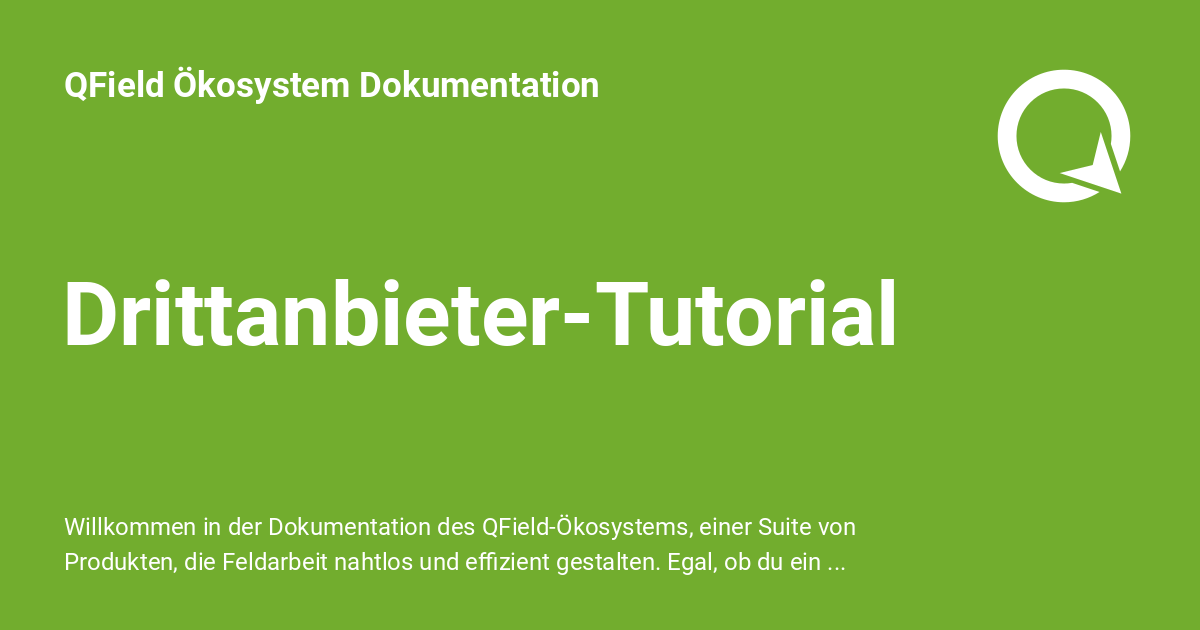 QField Ökosystem Dokumentation
Drittanbieter-Tutorial
Willkommen in der Dokumentation des QField-Ökosystems, einer Suite von
Produkten, die Feldarbeit nahtlos und effizient gestalten. Egal, ob du ein ...